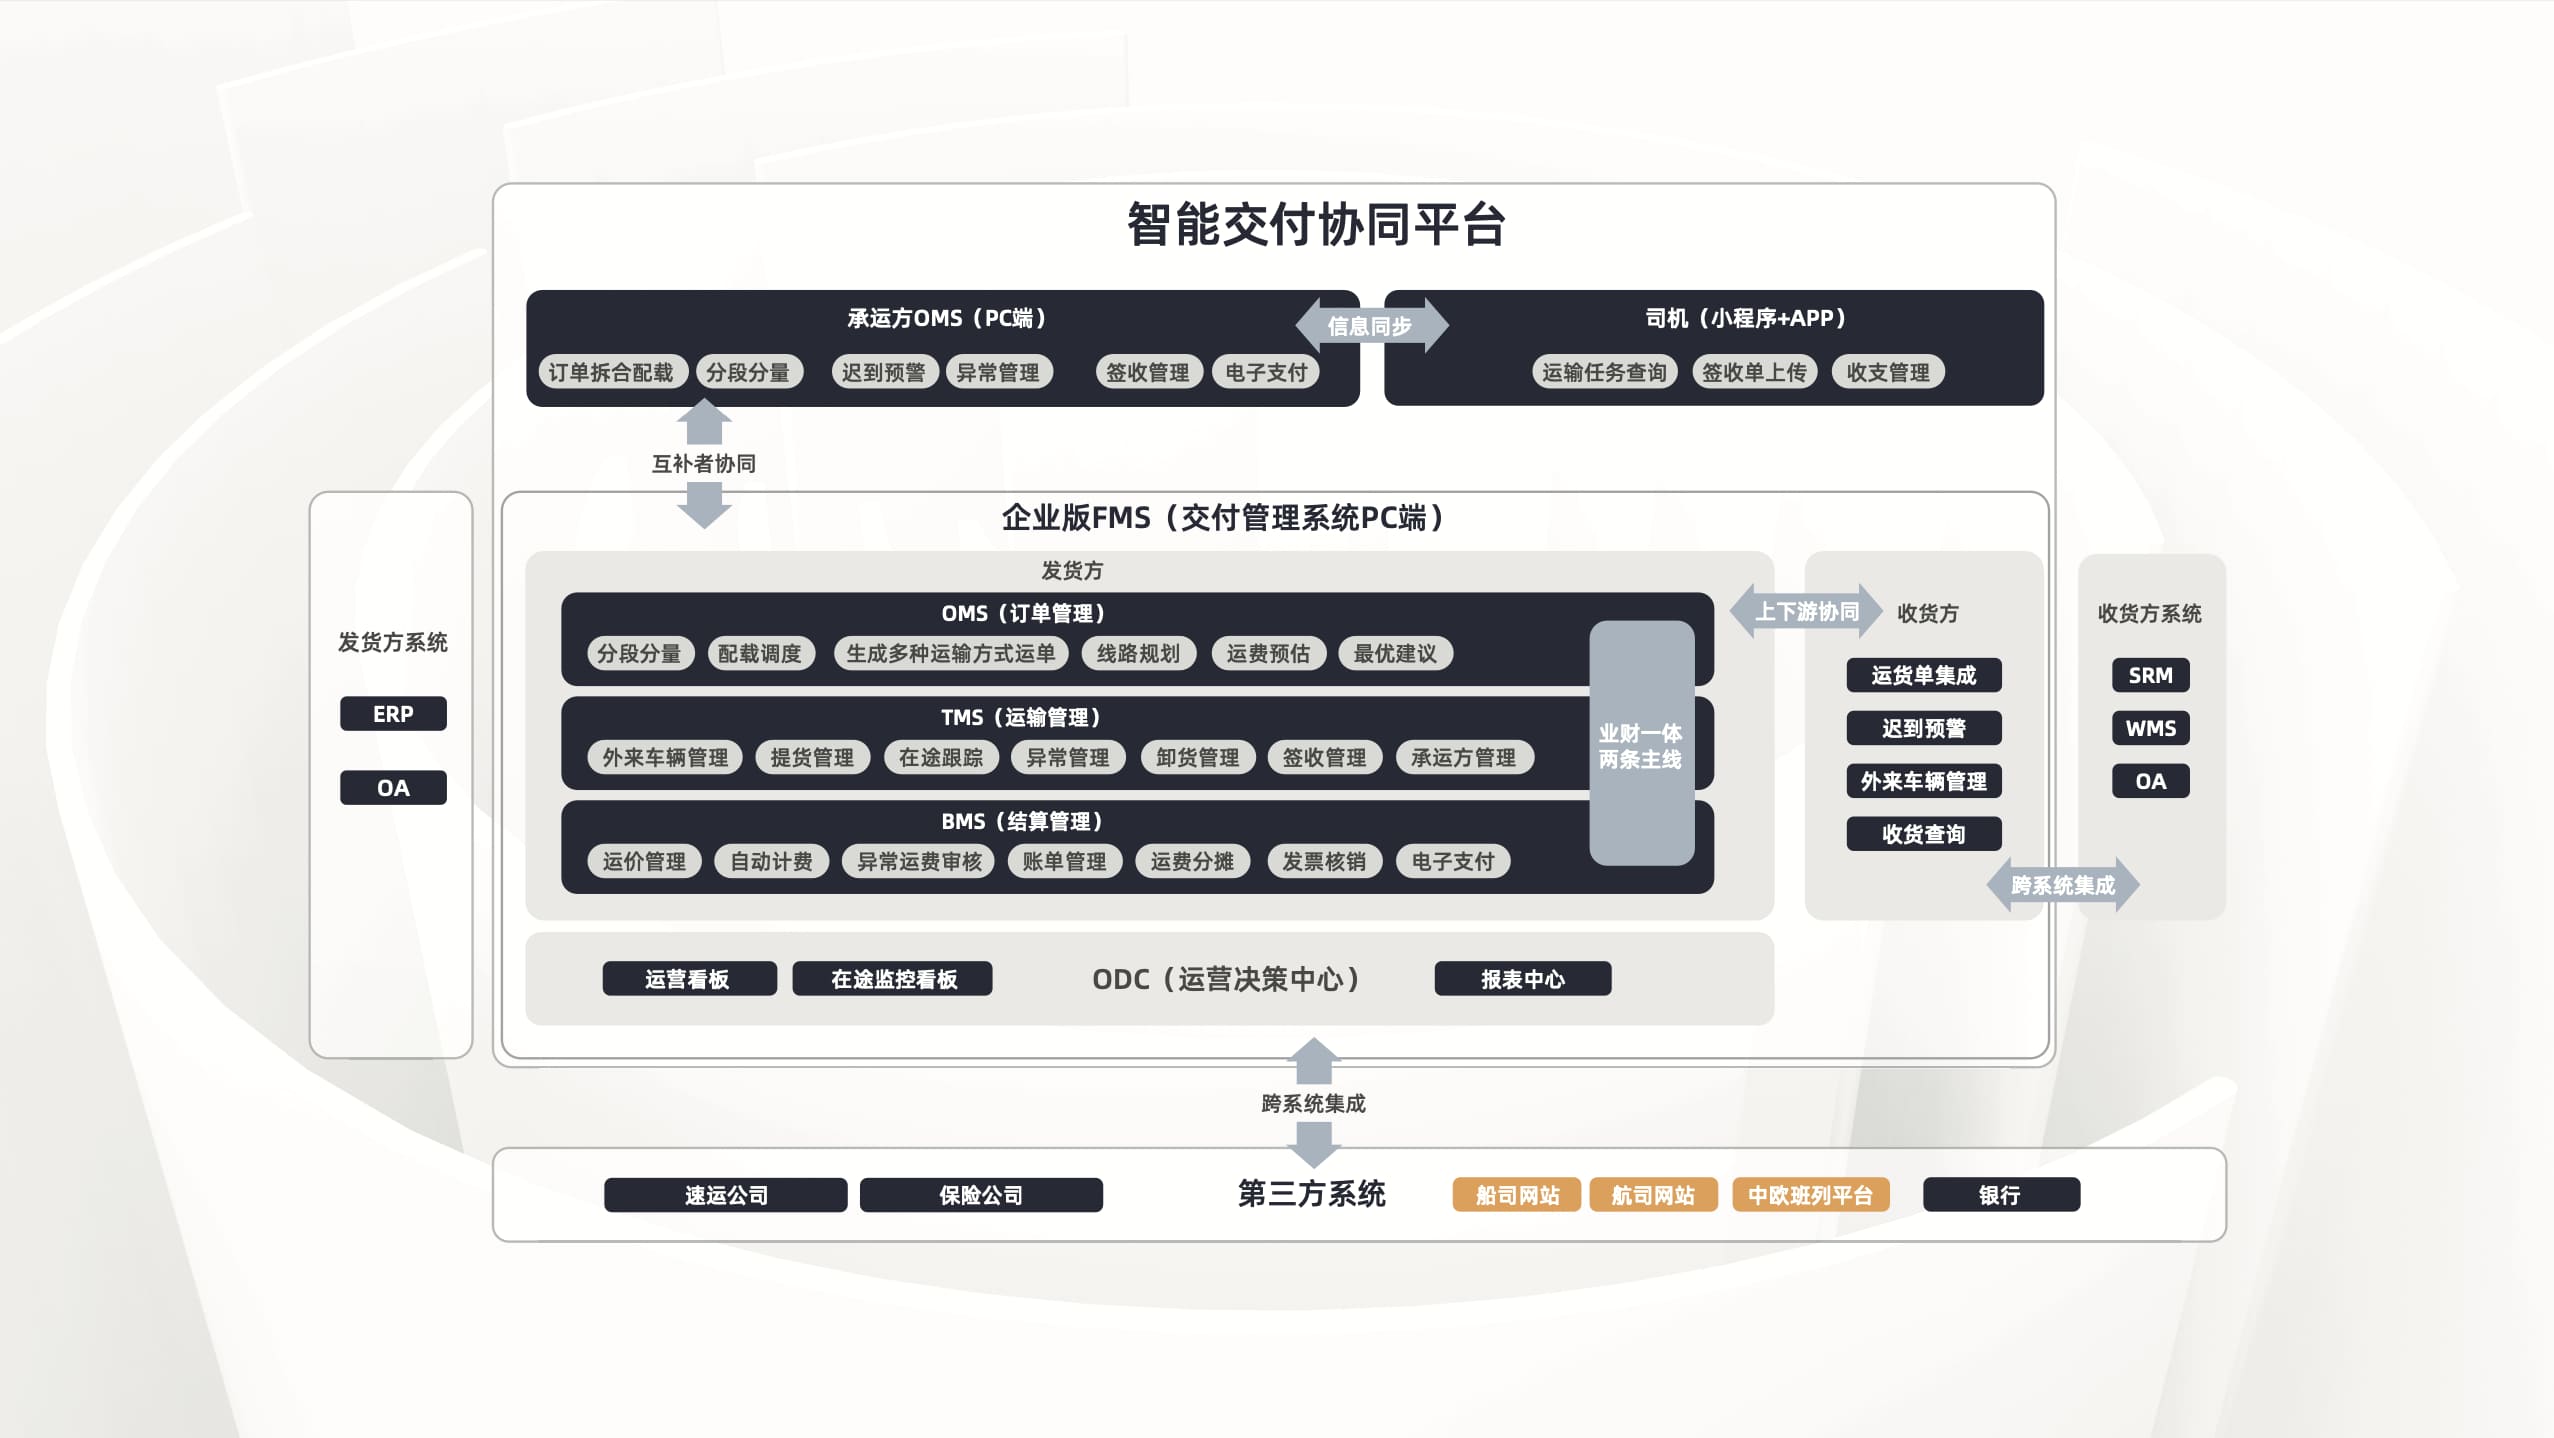 智能交付协同平台
承运方OMS（PC端）
订单拆合配载 分段分量 迟到预警 异常管理 签收管理 电子支付
信息同步
司机（小程序+APP）
运输任务查询 签收单上传 收支管理
互补者协同
发货方系统
ERP
OA
企业版FMS（交付管理系统PC端）
发货方
OMS（订单管理）
分段分量 配载调度 生成多种运输方式运单 线路规划 运费预估 最优建议
TMS（运输管理）
外来车辆管理 提货管理 在途跟踪 异常管理 卸货管理 签收管理 承运方管理
BMS（结算管理）
运价管理 自动计费 异常运费审核 账单管理 运费分摊 发票核销 电子支付
业财一体
两条主线
上下游协同
收货方
运货单集成
迟到预警
外来车辆管理
收货查询
收货方系统
SRM
WMS
OA
跨系统集成
运营看板 在途监控看板 ODC（运营决策中心） 报表中心
跨系统集成
速运公司 保险公司 第三方系统 船司网站 航司网站 中欧班列平台 银行